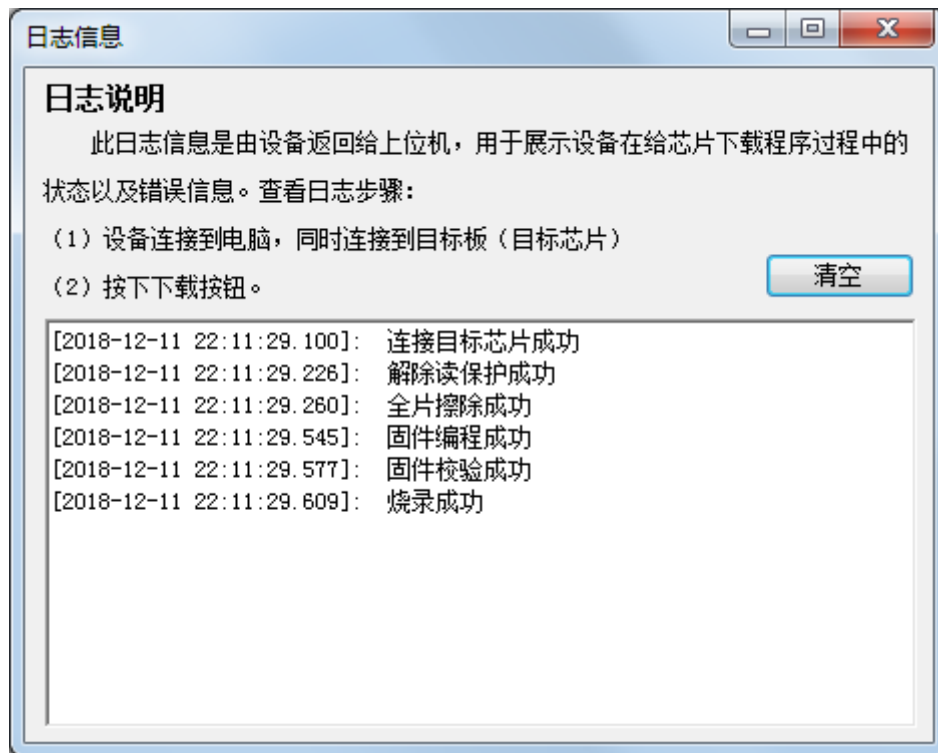 日志信息
日志说明
此日志信息是由设备返回给上位机，用于展示设备在给芯片下载程序过程中的
状态以及错误信息。查看日志步骤：
（1）设备连接到电脑，同时连接到目标板（目标芯片）
（2）按下下载按钮。
清空
[2018-12-11 22:11:29.100]: 连接目标芯片成功
[2018-12-11 22:11:29.226]: 解除读保护成功
[2018-12-11 22:11:29.260]: 全片擦除成功
[2018-12-11 22:11:29.545]: 固件编程成功
[2018-12-11 22:11:29.577]: 固件校验成功
[2018-12-11 22:11:29.609]: 烧录成功